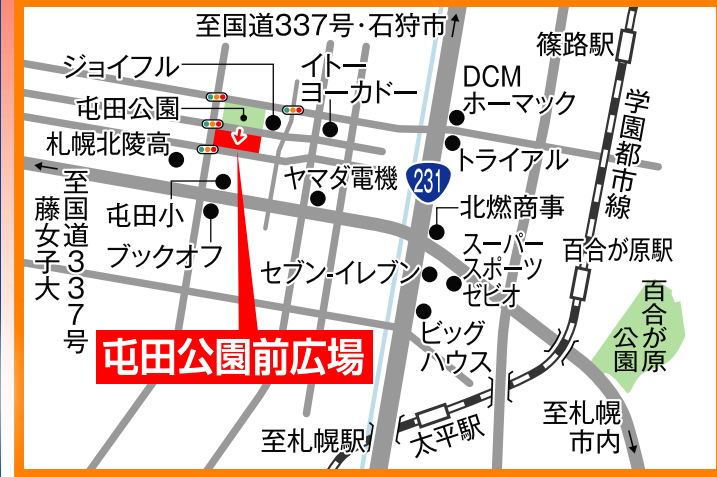 至国道337号・石狩市
篠路駅
ジョイフル
イトー
ヨーカドー
DCM
ホーマック
学園都市線
屯田公園
札幌北陵高
トライアル
至国道337号
藤女子大
ヤマダ電機
231
屯田小
北燃商事
ブックオフ
スーパー
スポーツ
ゼビオ
百合が原駅
セブン-イレブン
百合が原
公園
ビッグ
ハウス
屯田公園前広場
至札幌駅
太平駅
至札幌
市内